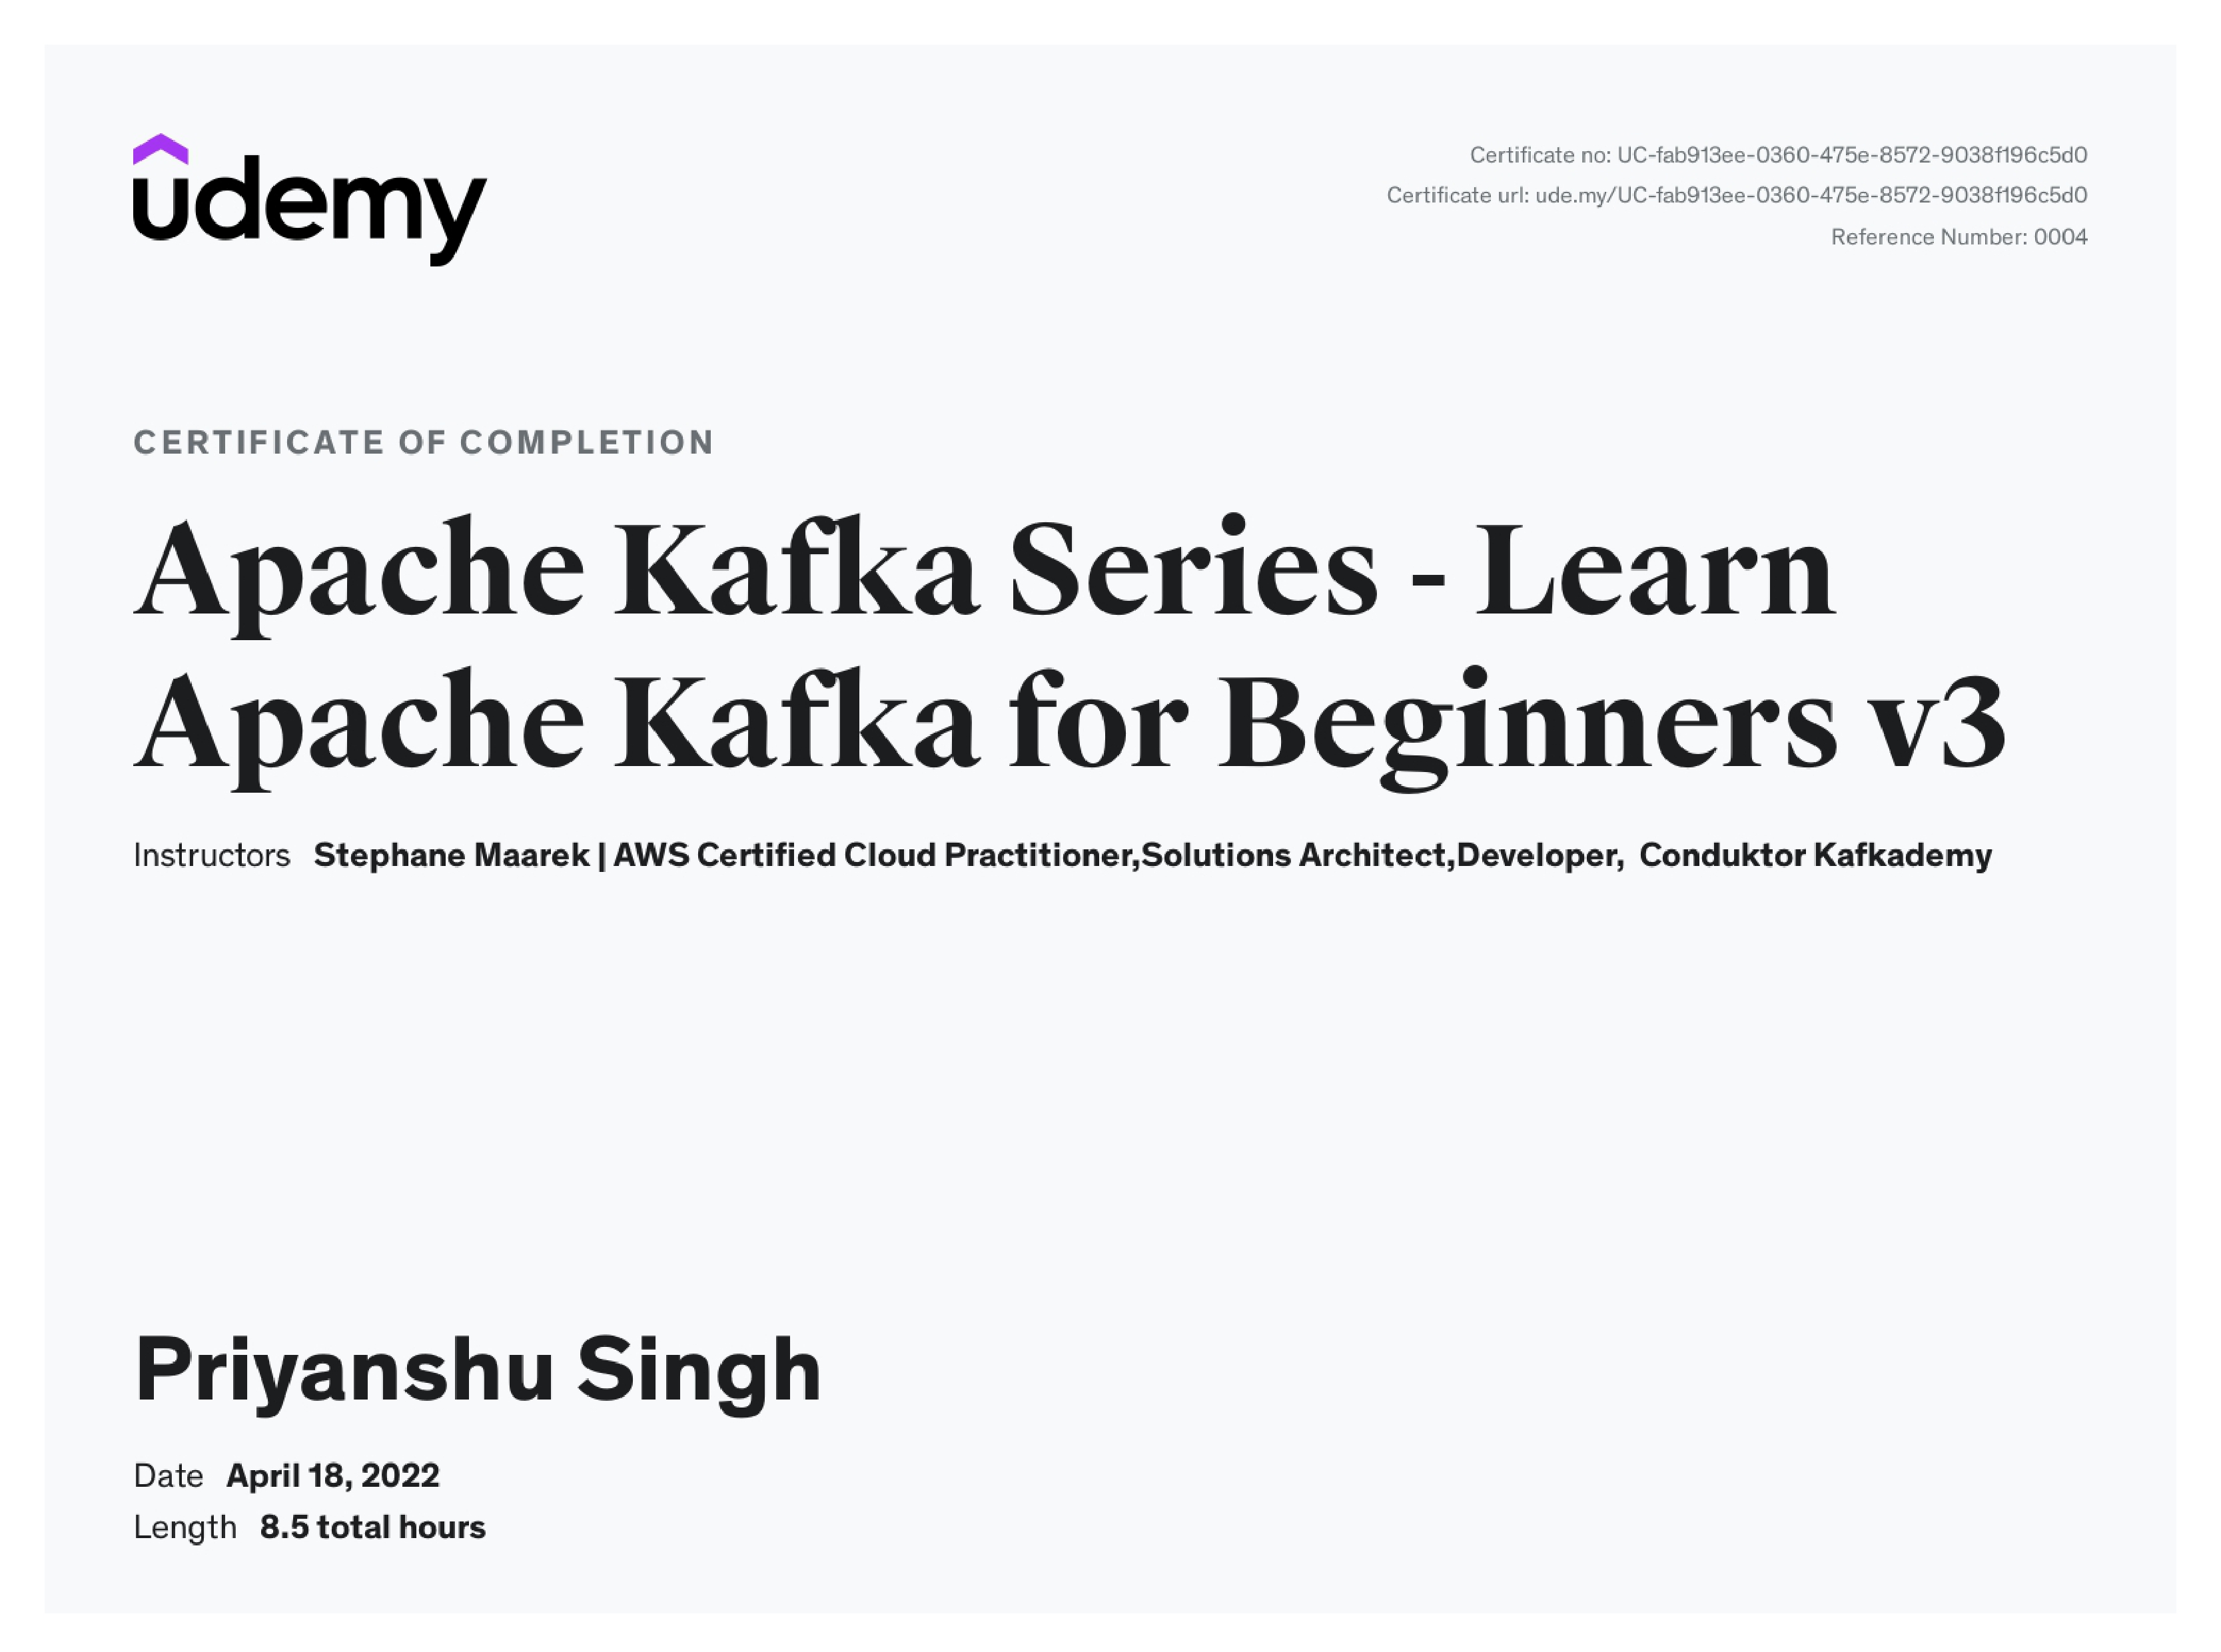 udemy
Certificate no: UC-fab913ee-0360-475e-8572-9038f196c5d0
Certificate url: ude.my/UC-fab913ee-0360-475e-8572-9038f196c5d0
Reference Number: 0004
CERTIFICATE OF COMPLETION
Apache Kafka Series - Learn
Apache Kafka for Beginners v3
Instructors Stephane Maarek | AWS Certified Cloud Practitioner,Solutions Architect,Developer, Conduktor Kafkademy
Priyanshu Singh
Date April 18, 2022
Length 8.5 total hours